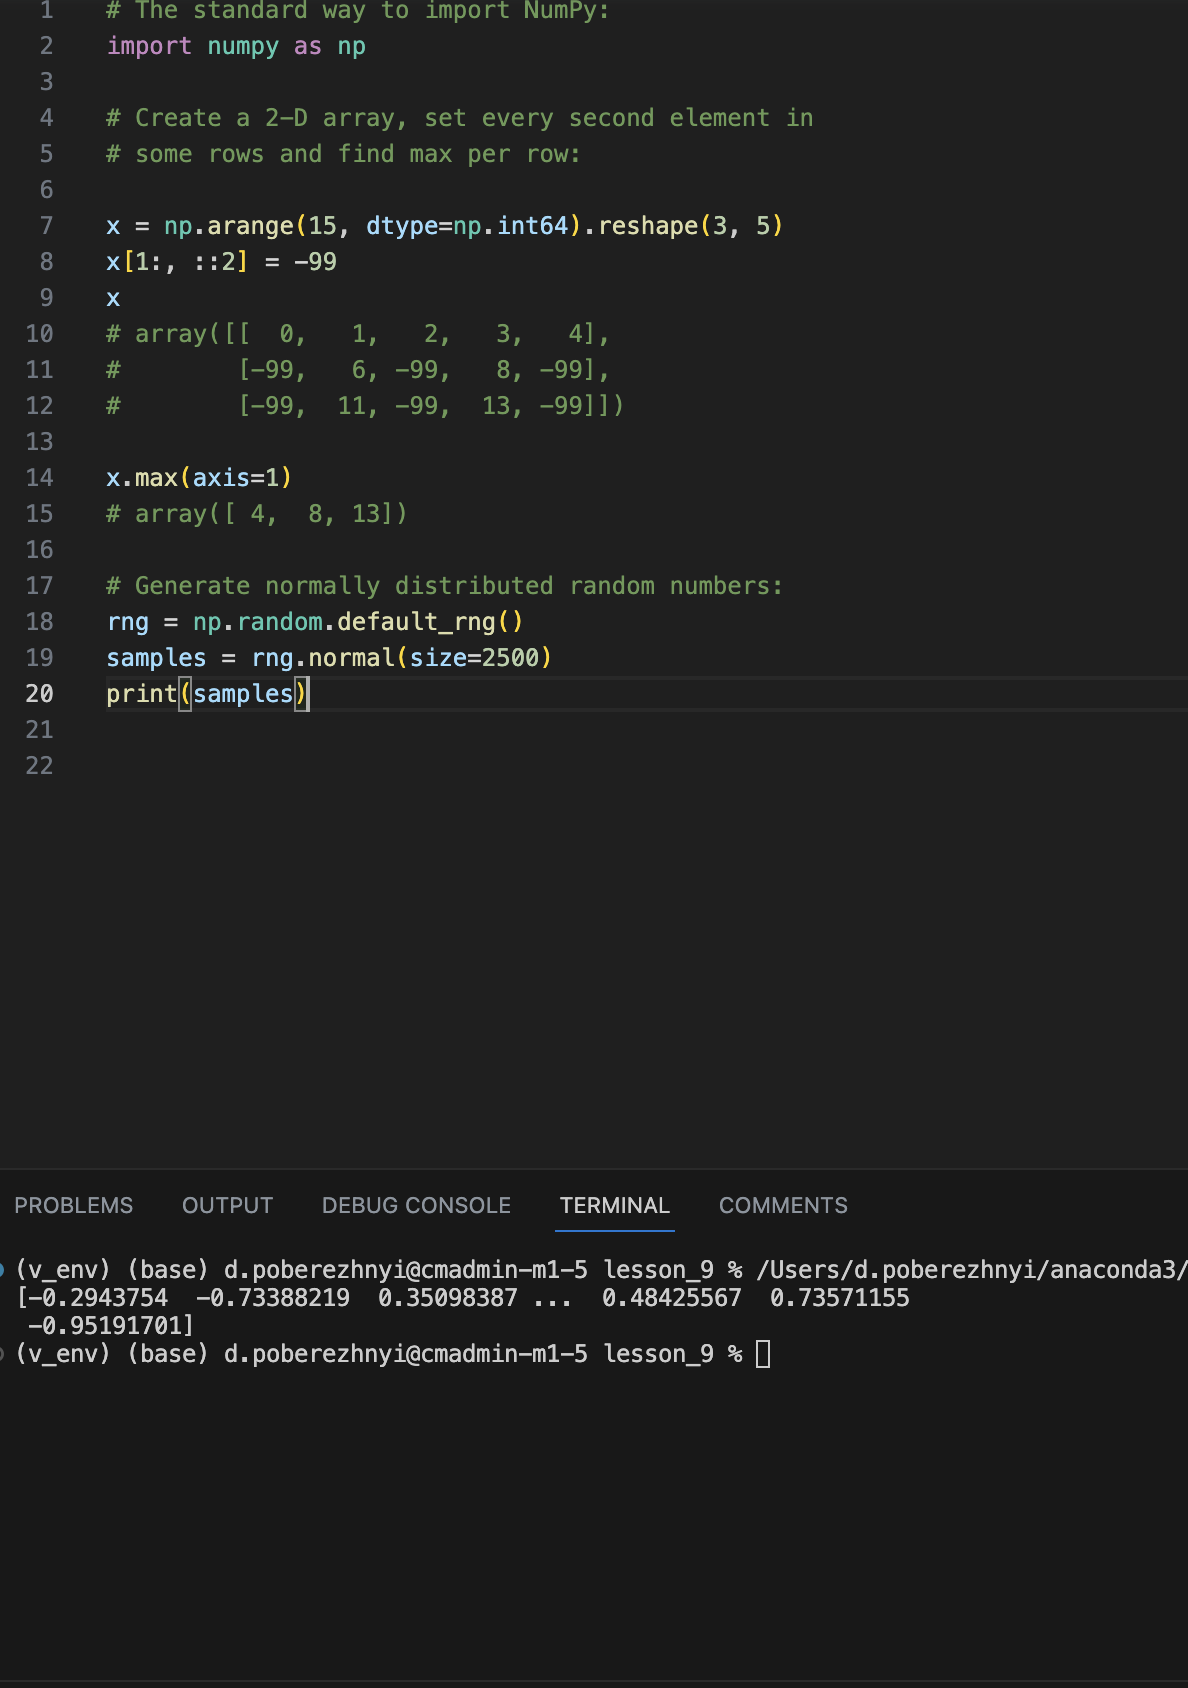 1 # The standard way to import NumPy:
2 import numpy as np
3
4 # Create a 2-D array, set every second element in
5 # some rows and find max per row:
6
7 x = np.arange(15, dtype=np.int64).reshape(3, 5)
8 x[1:, ::2] = -99
9 x
10 # array([[  0,   1,   2,   3,   4],
11 #        [-99,   6, -99,   8, -99],
12 #        [-99,  11, -99,  13, -99]])
13
14 x.max(axis=1)
15 # array([ 4,  8, 13])
16
17 # Generate normally distributed random numbers:
18 rng = np.random.default_rng()
19 samples = rng.normal(size=2500)
20 print(samples)
21
22
PROBLEMS OUTPUT DEBUG CONSOLE TERMINAL COMMENTS
(v_env) (base) d.poberezhnyi@cmadmin-m1-5 lesson_9 % /Users/d.poberezhnyi/anaconda3/
[-0.2943754  -0.73388219  0.35098387 ...  0.48425567  0.73571155
 -0.95191701]
(v_env) (base) d.poberezhnyi@cmadmin-m1-5 lesson_9 %